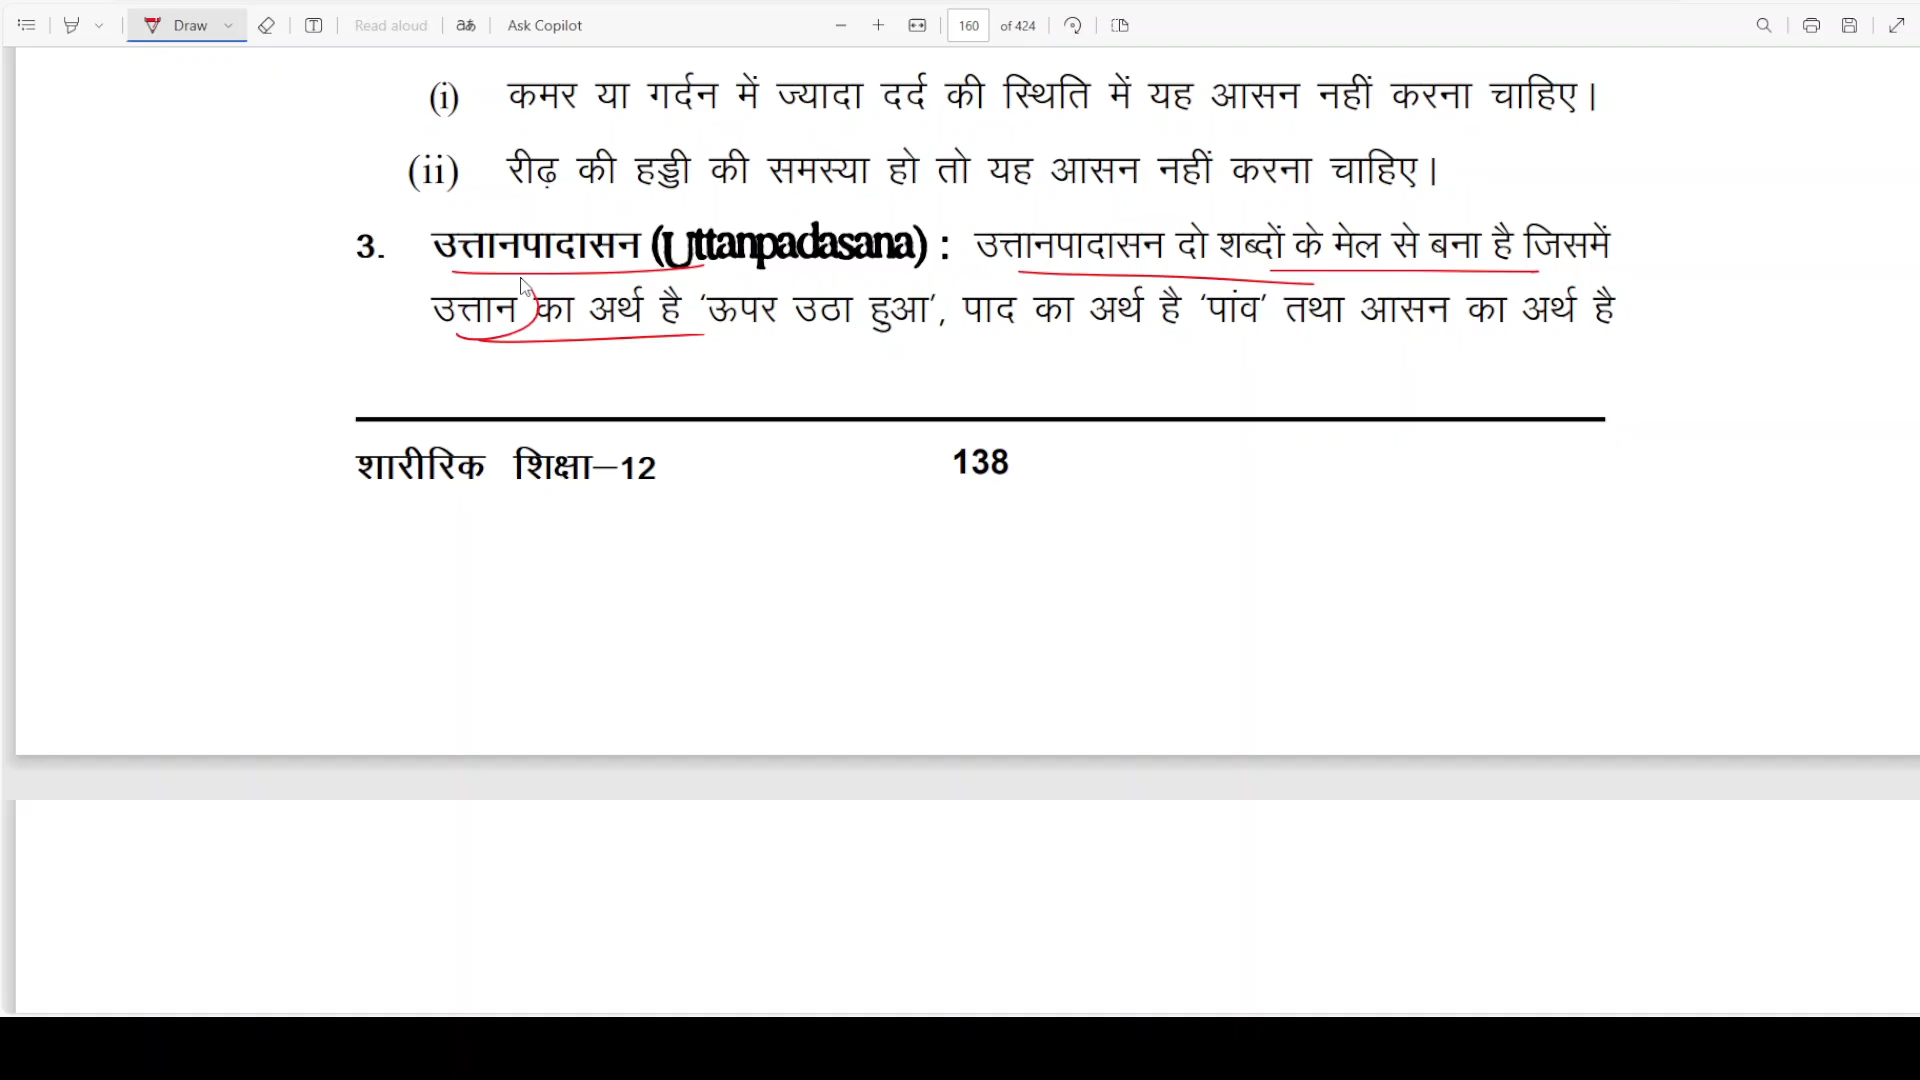 Draw
Read aloud
aあ
Ask Copilot
160
of 424
(i) कमर या गर्दन में ज्यादा दर्द की स्थिति में यह आसन नहीं करना चाहिए।
(ii) रीढ़ की हड्डी की समस्या हो तो यह आसन नहीं करना चाहिए।
3. उत्तानपादासन (Uttanpadasana) : उत्तानपादासन दो शब्दों के मेल से बना है जिसमें
उत्तान का अर्थ है 'ऊपर उठा हुआ', पाद का अर्थ है 'पांव' तथा आसन का अर्थ है
शारीरिक शिक्षा–12
138